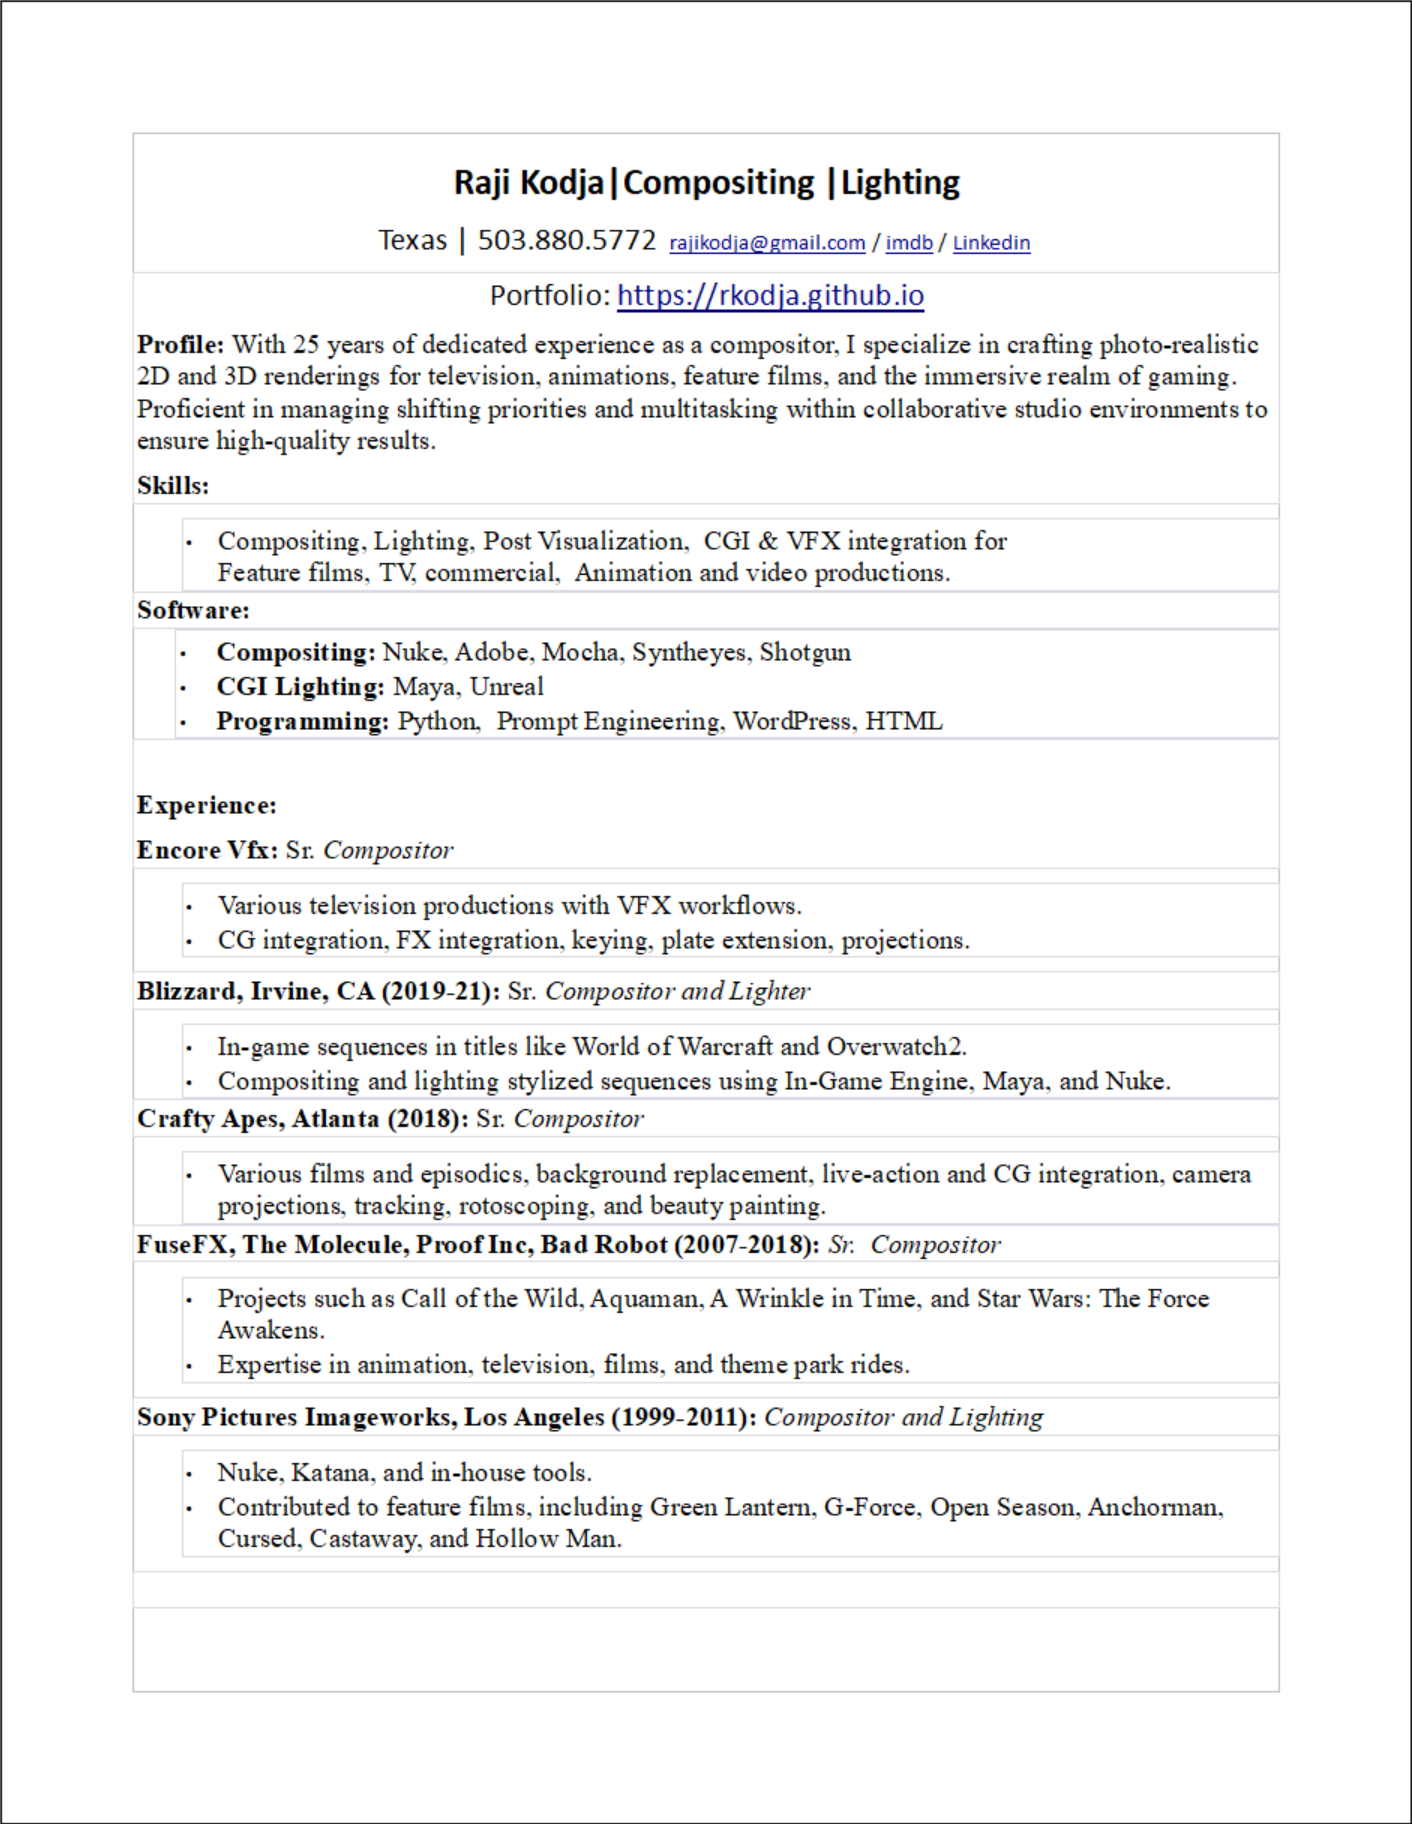 Raji Kodja|Compositing |Lighting
Texas | 503.880.5772 rajikodja@gmail.com / imdb / Linkedin
Portfolio: https://rkodja.github.io
Profile: With 25 years of dedicated experience as a compositor, I specialize in crafting photo-realistic
2D and 3D renderings for television, animations, feature films, and the immersive realm of gaming.
Proficient in managing shifting priorities and multitasking within collaborative studio environments to
ensure high-quality results.
Skills:
• Compositing, Lighting, Post Visualization, CGI & VFX integration for
Feature films, TV, commercial, Animation and video productions.
Software:
• Compositing: Nuke, Adobe, Mocha, Syntheyes, Shotgun
• CGI Lighting: Maya, Unreal
• Programming: Python, Prompt Engineering, WordPress, HTML
Experience:
Encore Vfx: Sr. Compositor
• Various television productions with VFX workflows.
• CG integration, FX integration, keying, plate extension, projections.
Blizzard, Irvine, CA (2019-21): Sr. Compositor and Lighter
• In-game sequences in titles like World of Warcraft and Overwatch2.
• Compositing and lighting stylized sequences using In-Game Engine, Maya, and Nuke.
Crafty Apes, Atlanta (2018): Sr. Compositor
• Various films and episodics, background replacement, live-action and CG integration, camera
projections, tracking, rotoscoping, and beauty painting.
FuseFX, The Molecule, Proof Inc, Bad Robot (2007-2018): Sr. Compositor
• Projects such as Call of the Wild, Aquaman, A Wrinkle in Time, and Star Wars: The Force
Awakens.
• Expertise in animation, television, films, and theme park rides.
Sony Pictures Imageworks, Los Angeles (1999-2011): Compositor and Lighting
• Nuke, Katana, and in-house tools.
• Contributed to feature films, including Green Lantern, G-Force, Open Season, Anchorman,
Cursed, Castaway, and Hollow Man.